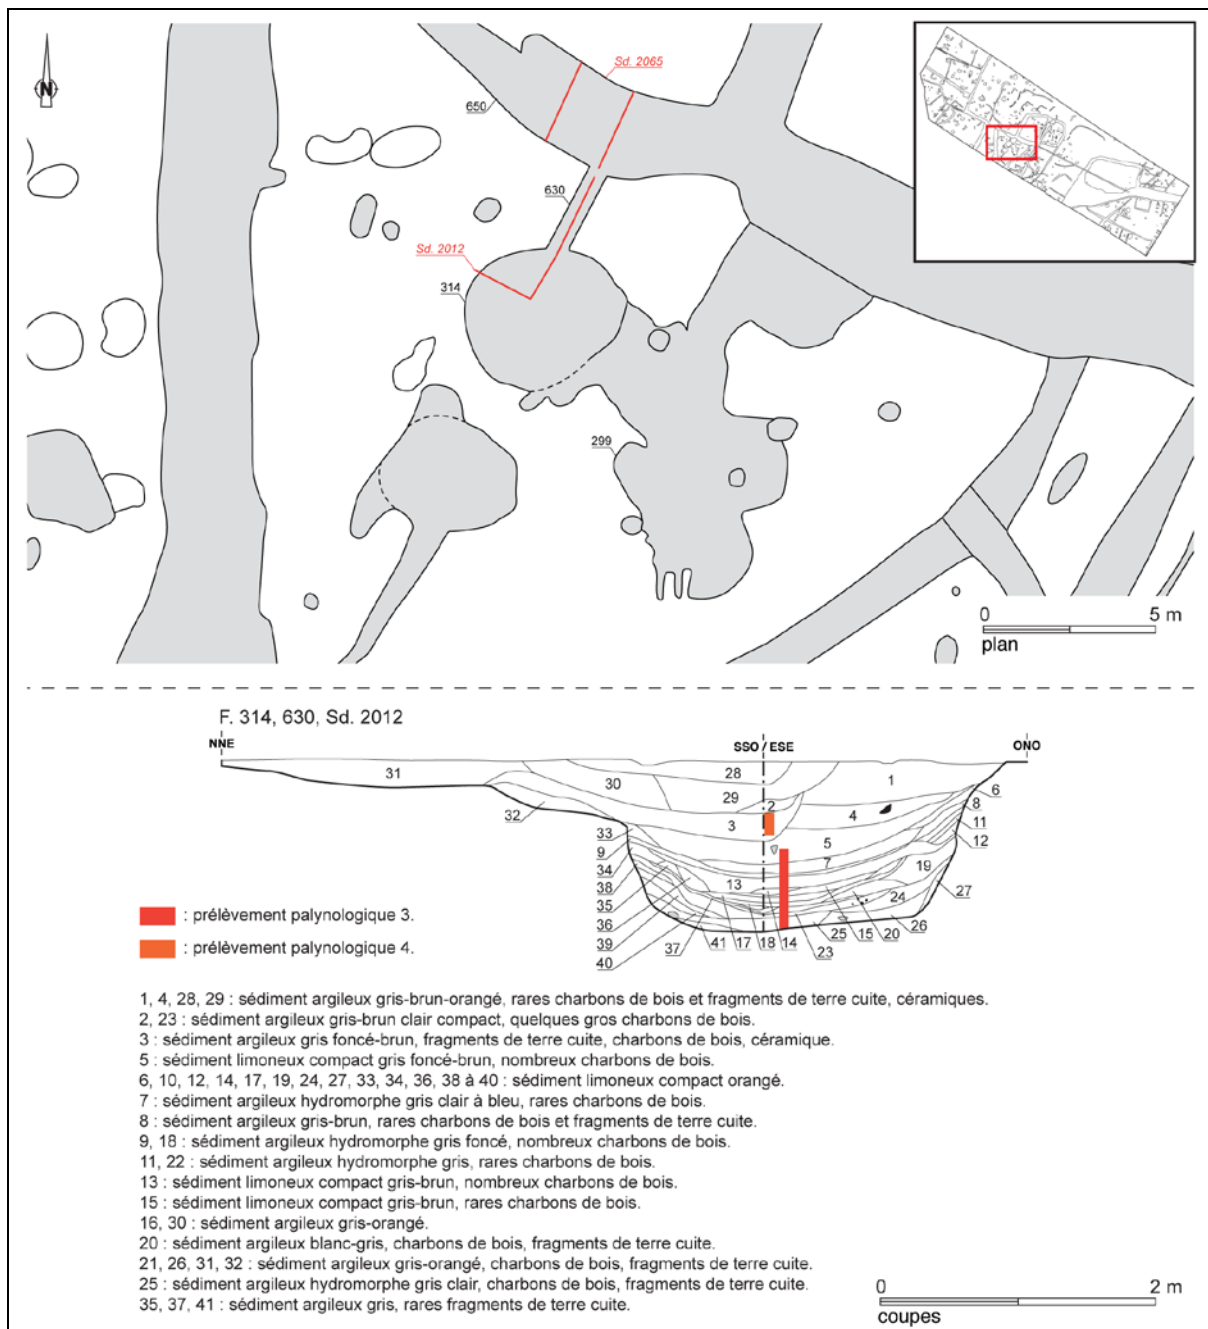 N
Sd. 2065
650
630
Sd. 2012
314
299
0 5 m
plan
F. 314, 630, Sd. 2012
NNE SSO / ESE ONO
31 30 28 29 2 1 4 3 5 7 13 19 24
32
33
9
34
38
35
36
39
40
37
41
17
18
14
23
25
15
20
26
27
6
8
11
12
: prélèvement palynologique 3.
: prélèvement palynologique 4.
1, 4, 28, 29 : sédiment argileux gris-brun-orangé, rares charbons de bois et fragments de terre cuite, céramiques.
2, 23 : sédiment argileux gris-brun clair compact, quelques gros charbons de bois.
3 : sédiment argileux gris foncé-brun, fragments de terre cuite, charbons de bois, céramique.
5 : sédiment limoneux compact gris foncé-brun, nombreux charbons de bois.
6, 10, 12, 14, 17, 19, 24, 27, 33, 34, 36, 38 à 40 : sédiment limoneux compact orangé.
7 : sédiment argileux hydromorphe gris clair à bleu, rares charbons de bois.
8 : sédiment argileux gris-brun, rares charbons de bois et fragments de terre cuite.
9, 18 : sédiment argileux hydromorphe gris foncé, nombreux charbons de bois.
11, 22 : sédiment argileux hydromorphe gris, rares charbons de bois.
13 : sédiment limoneux compact gris-brun, nombreux charbons de bois.
15 : sédiment limoneux compact gris-brun, rares charbons de bois.
16, 30 : sédiment argileux gris-orangé.
20 : sédiment argileux blanc-gris, charbons de bois, fragments de terre cuite.
21, 26, 31, 32 : sédiment argileux gris-orangé, charbons de bois, fragments de terre cuite.
25 : sédiment argileux hydromorphe gris clair, charbons de bois, fragments de terre cuite.
35, 37, 41 : sédiment argileux gris, rares fragments de terre cuite.
0 2 m
coupes